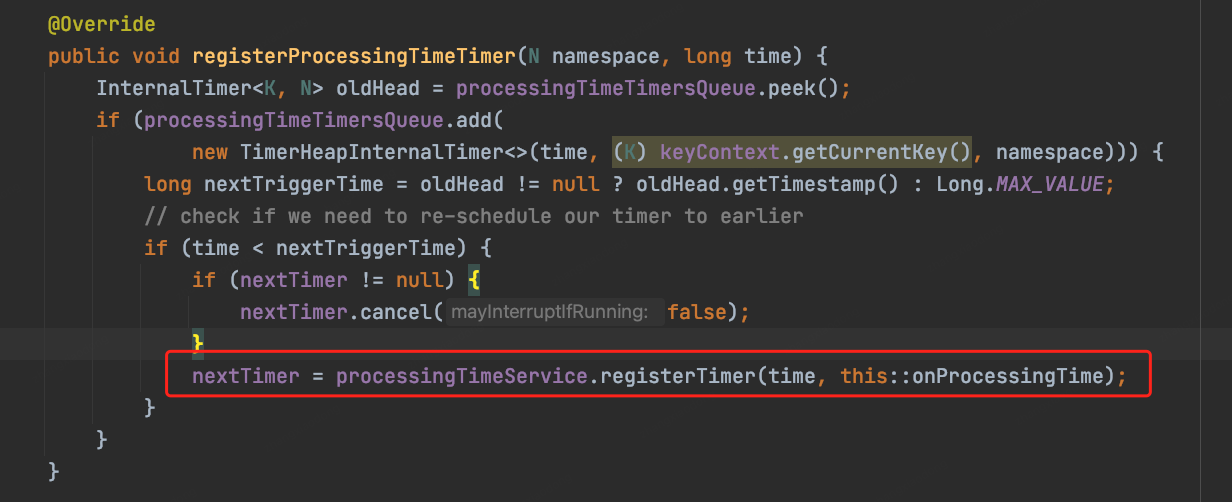 @Override
public void registerProcessingTimeTimer(N namespace, long time) {
InternalTimer<K, N> oldHead = processingTimeTimersQueue.peek();
if (processingTimeTimersQueue.add(
new TimerHeapInternalTimer<>(time, (K) keyContext.getCurrentKey(), namespace))) {
long nextTriggerTime = oldHead != null ? oldHead.getTimestamp() : Long.MAX_VALUE;
// check if we need to re-schedule our timer to earlier
if (time < nextTriggerTime) {
if (nextTimer != null) {
nextTimer.cancel( mayInterruptIfRunning: false);
}
nextTimer = processingTimeService.registerTimer(time, this::onProcessingTime);
}
}
}